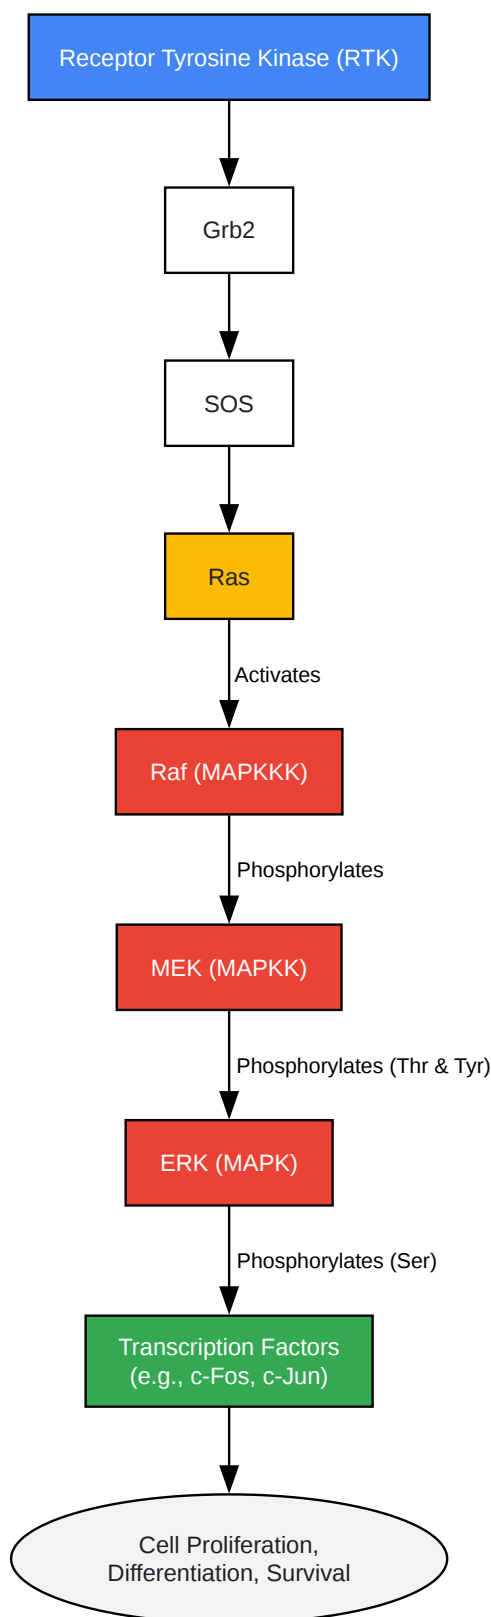 Receptor Tyrosine Kinase (RTK)
Grb2
SOS
Ras
Activates
Raf (MAPKKK)
Phosphorylates
MEK (MAPKK)
Phosphorylates (Thr & Tyr)
ERK (MAPK)
Phosphorylates (Ser)
Transcription Factors
(e.g., c-Fos, c-Jun)
Cell Proliferation,
Differentiation, Survival